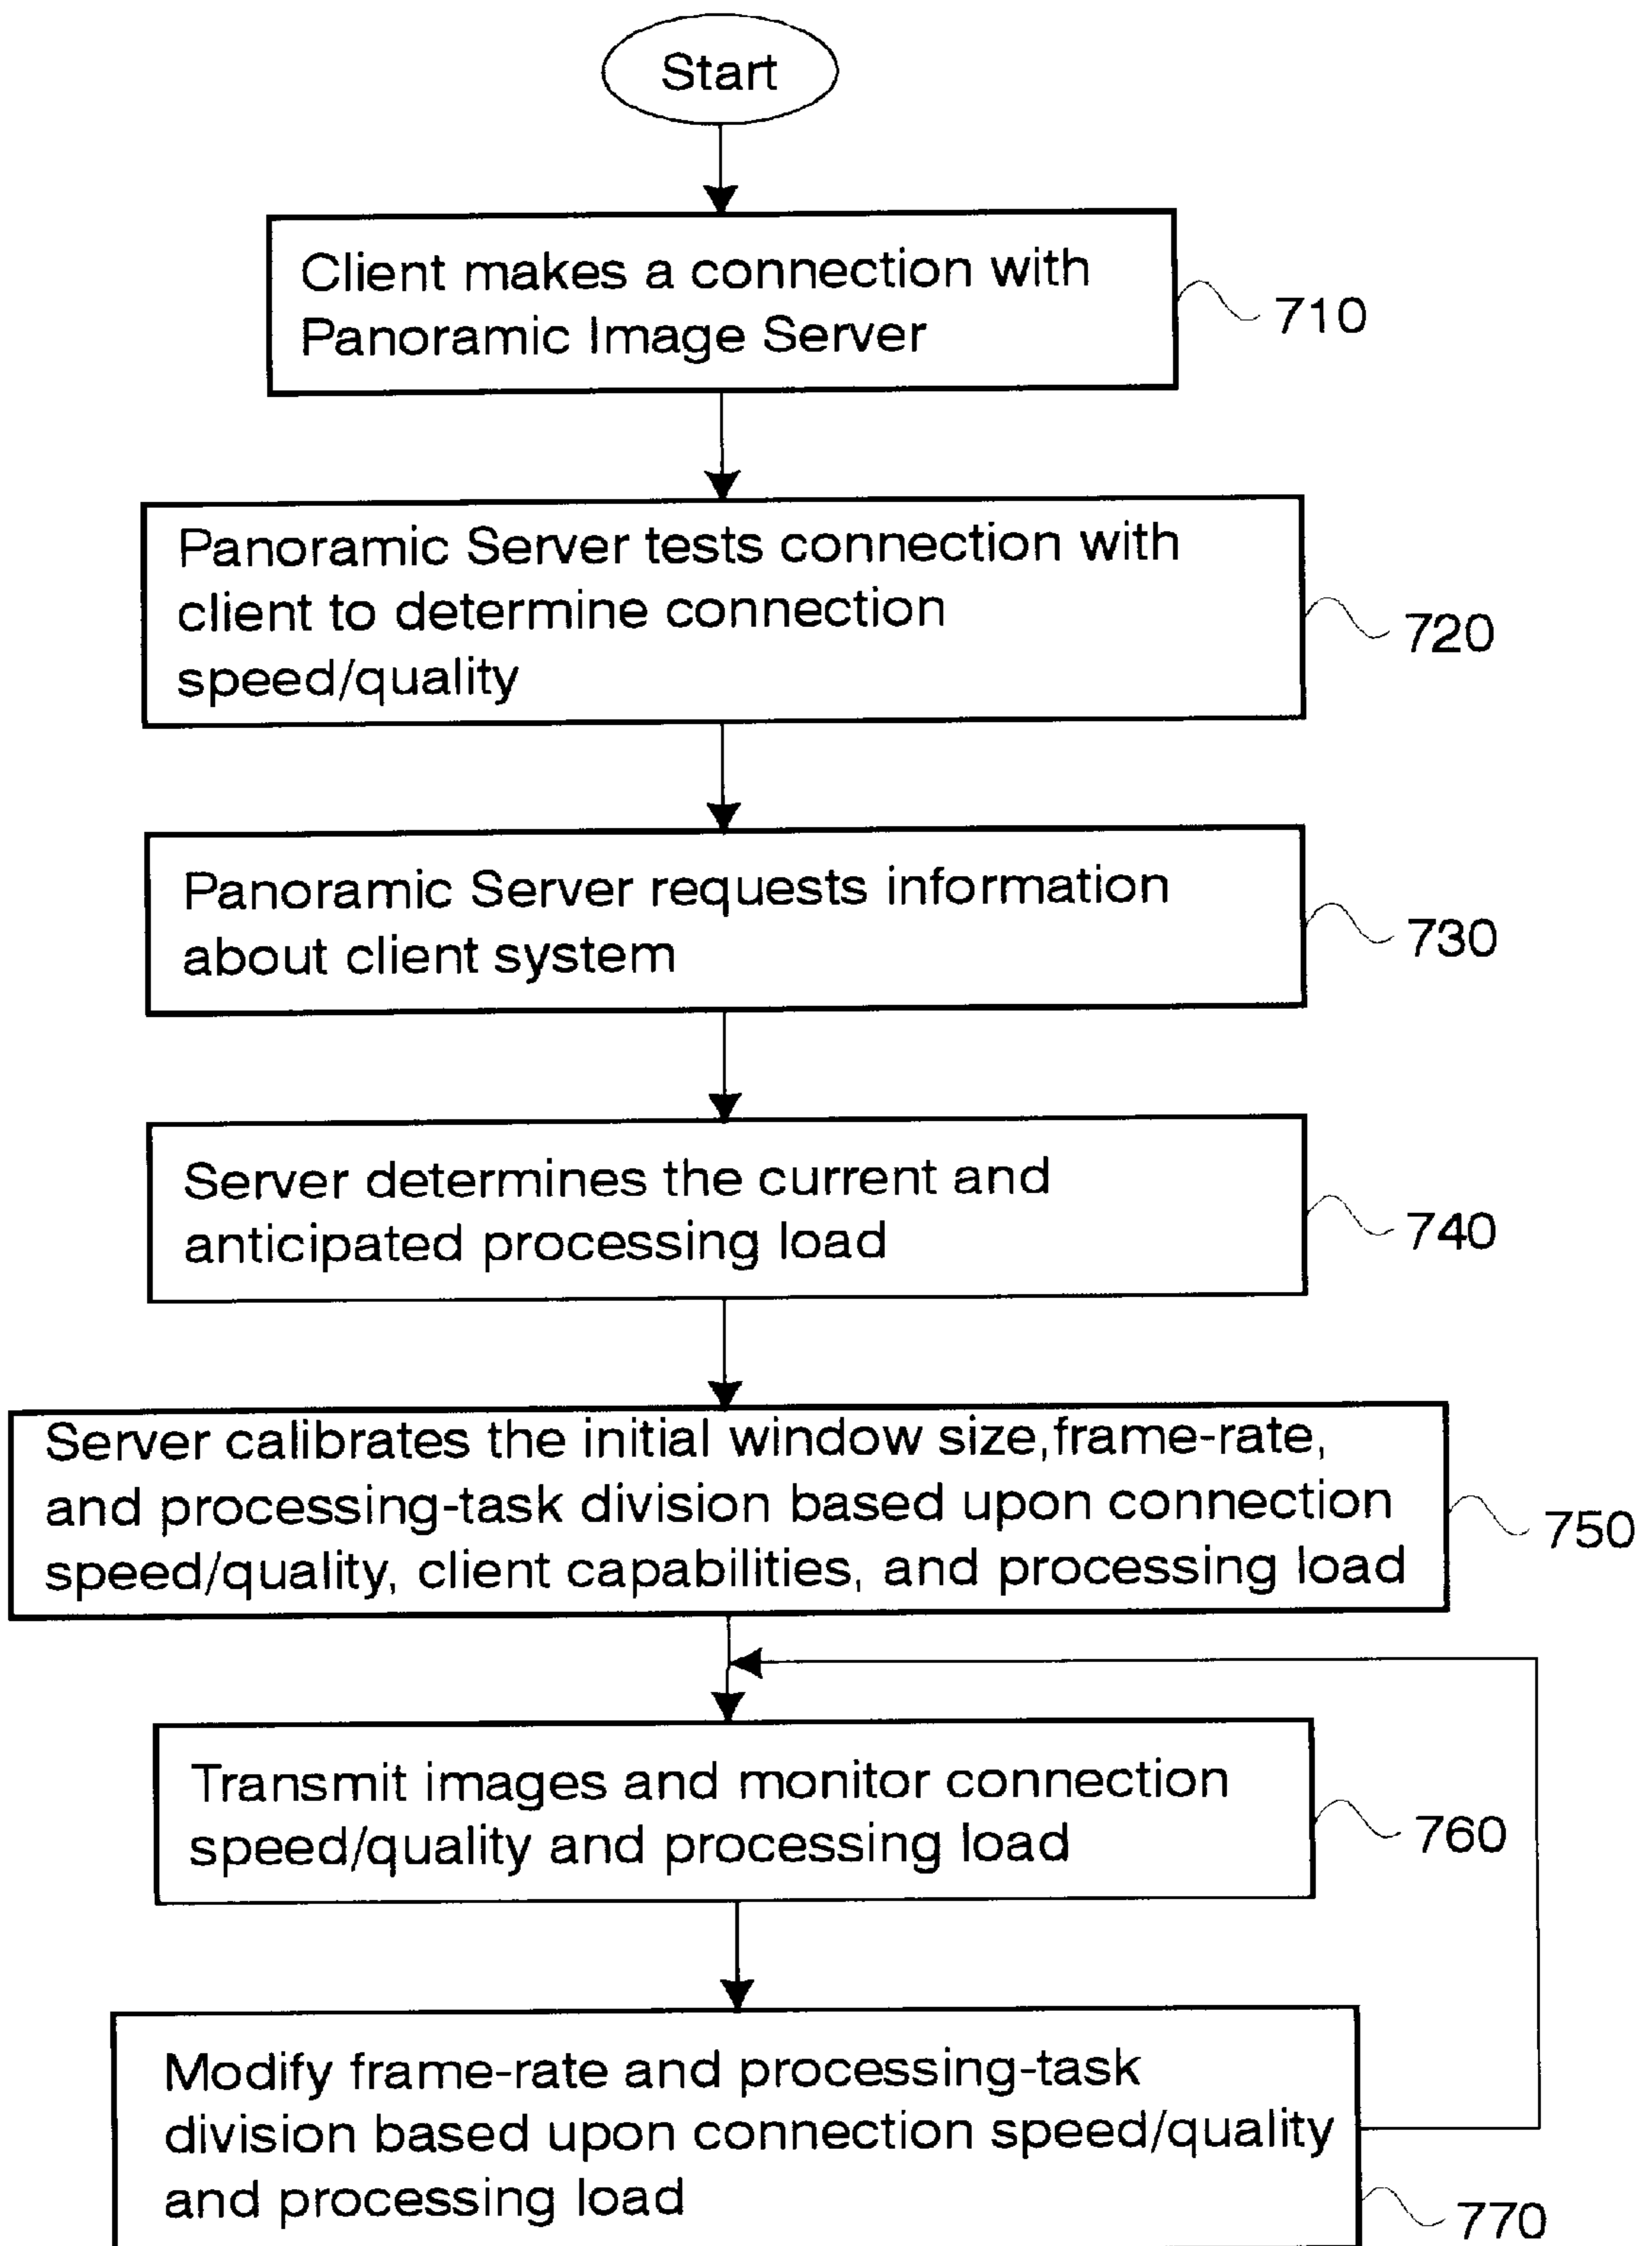 Start
Client makes a connection with
Panoramic Image Server
710
Panoramic Server tests connection with
client to determine connection
speed/quality
720
Panoramic Server requests information
about client system
730
Server determines the current and
anticipated processing load
740
Server calibrates the initial window size,frame-rate,
and processing-task division based upon connection
speed/quality, client capabilities, and processing load
750
Transmit images and monitor connection
speed/quality and processing load
760
Modify frame-rate and processing-task
division based upon connection speed/quality
and processing load
770